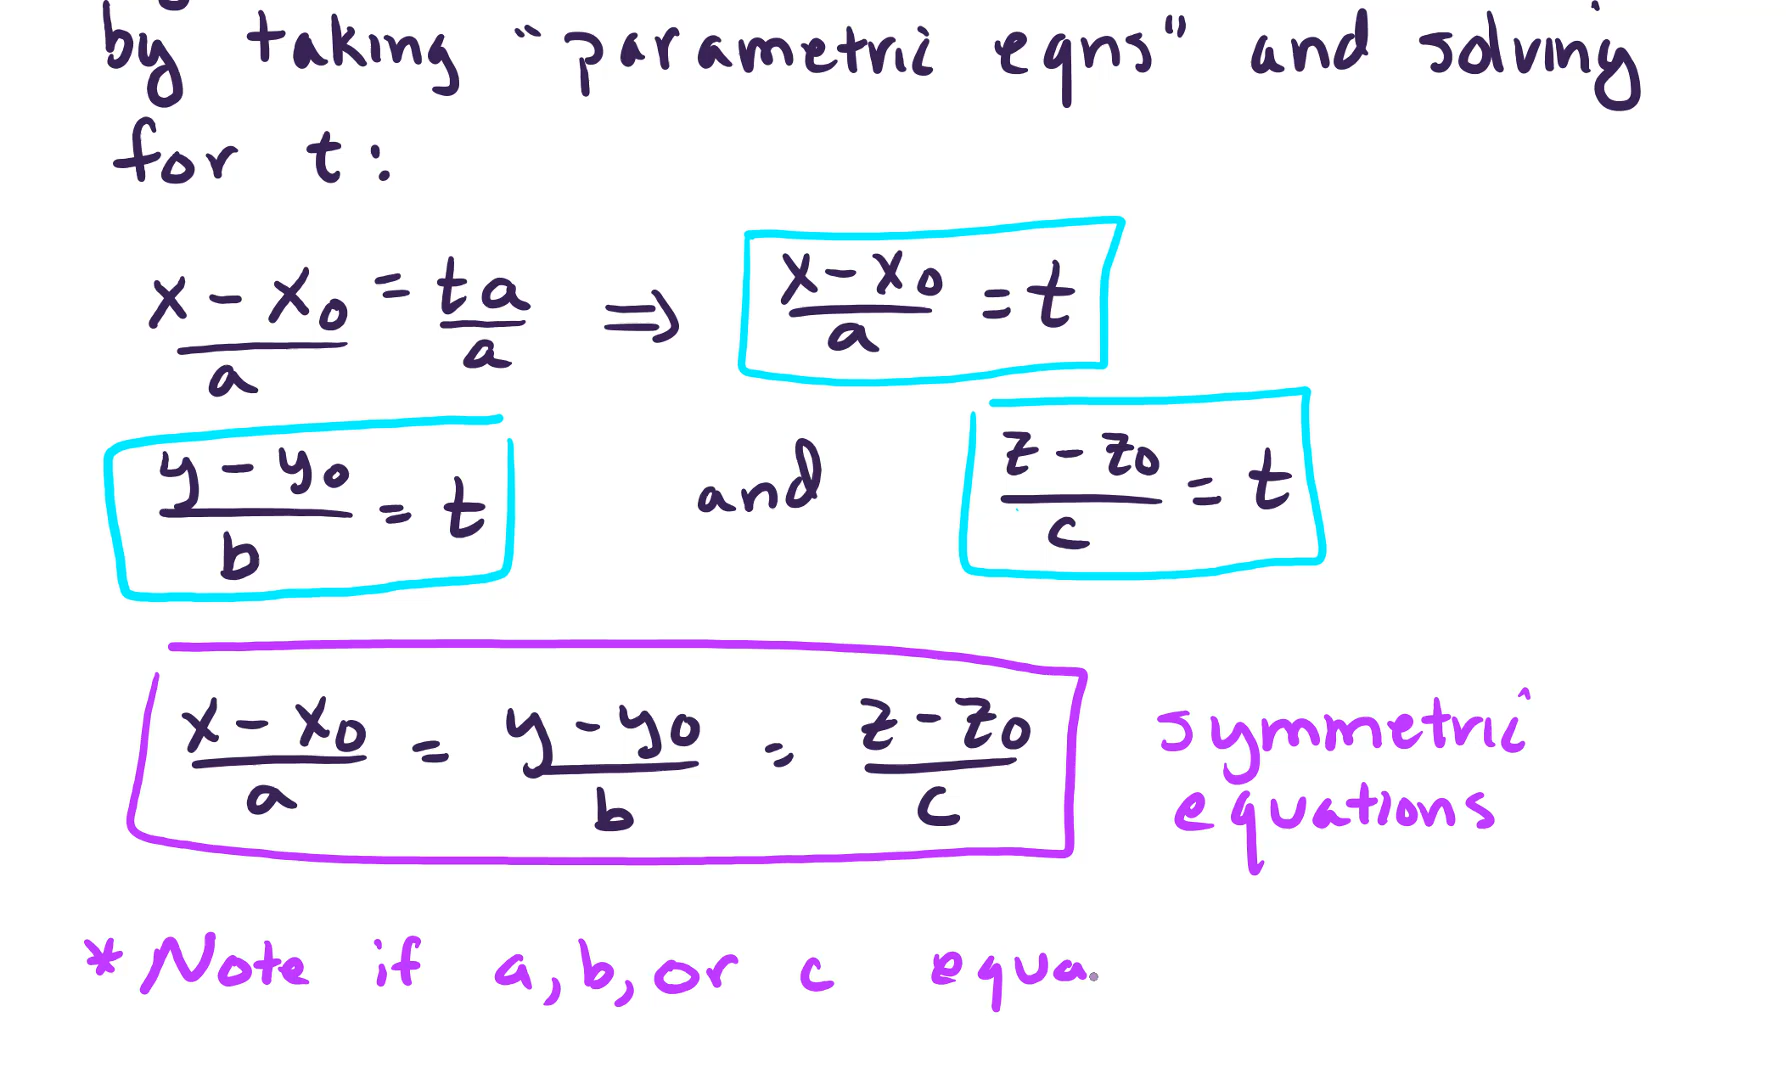 by taking "parametric eqns" and solving
for t:
x - x₀ / a = ta / a ⇒ x - x₀ / a = t
y - y₀ / b = t and z - z₀ / c = t
x - x₀ / a = y - y₀ / b = z - z₀ / c symmetric
equations
* Note if a, b, or c equa